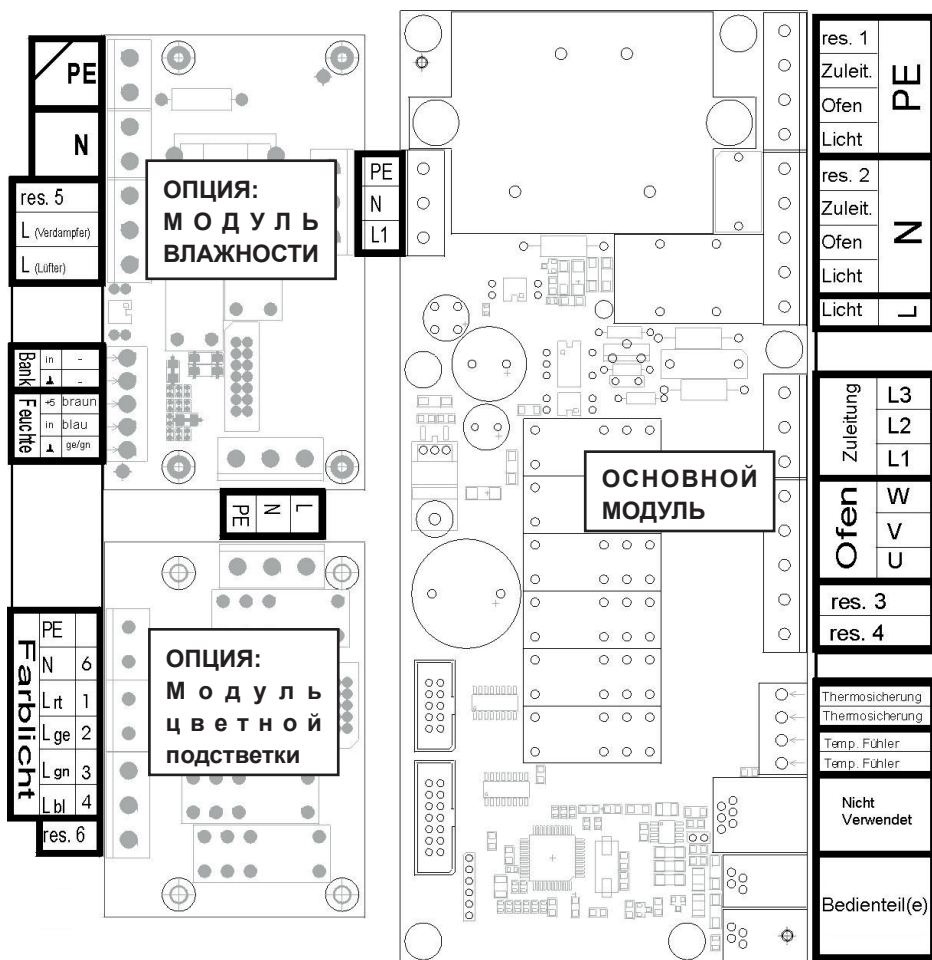 PE
N
res. 5
L (Verdampfer)
L (Lüfter)
Bank
in -
-
Feuchte
+5 braun
in blau
ge/gn
ОПЦИЯ:
МОДУЛЬ
ВЛАЖНОСТИ
PE
N
L1
PE
N
L
Farblicht
PE
N 6
L rt 1
L ge 2
L gn 3
L bl 4
res. 6
ОПЦИЯ:
Модуль
цветной
подстветки
ОСНОВНОЙ
МОДУЛЬ
res. 1
Zuleit.
Ofen
Licht
PE
res. 2
Zuleit.
Ofen
Licht
N
Licht
L
Zuleitung
L3
L2
L1
Ofen
W
V
U
res. 3
res. 4
Thermosicherung
Thermosicherung
Temp. Fühler
Temp. Fühler
Nicht
Verwendet
Bedienteil(e)